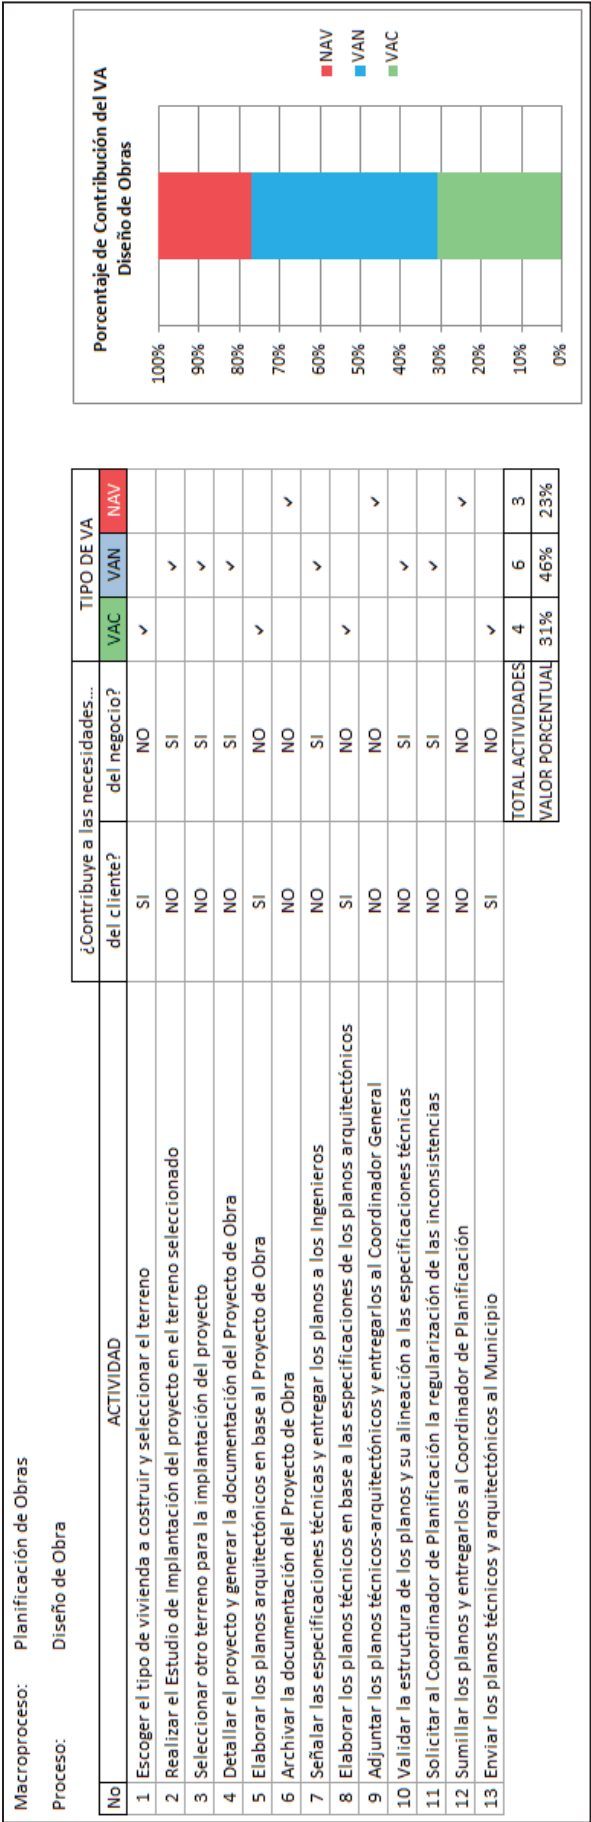 Macroproceso: Planificación de Obras
Proceso: Diseño de Obra
¿Contribuye a las necesidades... TIPO DE VA
No ACTIVIDAD del cliente? del negocio? VAC VAN NAV
1 Escoger el tipo de vivienda a costruir y seleccionar el terreno SI NO ✓
2 Realizar el Estudio de Implantación del proyecto en el terreno seleccionado NO SI ✓
3 Seleccionar otro terreno para la implantación del proyecto NO SI ✓
4 Detallar el proyecto y generar la documentación del Proyecto de Obra NO SI ✓
5 Elaborar los planos arquitectónicos en base al Proyecto de Obra SI NO ✓
6 Archivar la documentación del Proyecto de Obra NO NO ✓
7 Señalar las especificaciones técnicas y entregar los planos a los Ingenieros NO SI ✓
8 Elaborar los planos técnicos en base a las especificaciones de los planos arquitectónicos SI NO ✓
9 Adjuntar los planos técnicos-arquitectónicos y entregarlos al Coordinador General NO NO ✓
10 Validar la estructura de los planos y su alineación a las especificaciones técnicas NO SI ✓
11 Solicitar al Coordinador de Planificación la regularización de las inconsistencias NO SI ✓
12 Sumillar los planos y entregarlos al Coordinador de Planificación NO NO ✓
13 Enviar los planos técnicos y arquitectónicos al Municipio SI NO ✓
TOTAL ACTIVIDADES 4 6 3
VALOR PORCENTUAL 31% 46% 23%
Porcentaje de Contribución del VA
Diseño de Obras
100%
90%
80%
70%
60%
50%
40%
30%
20%
10%
0%
NAV
VAN
VAC